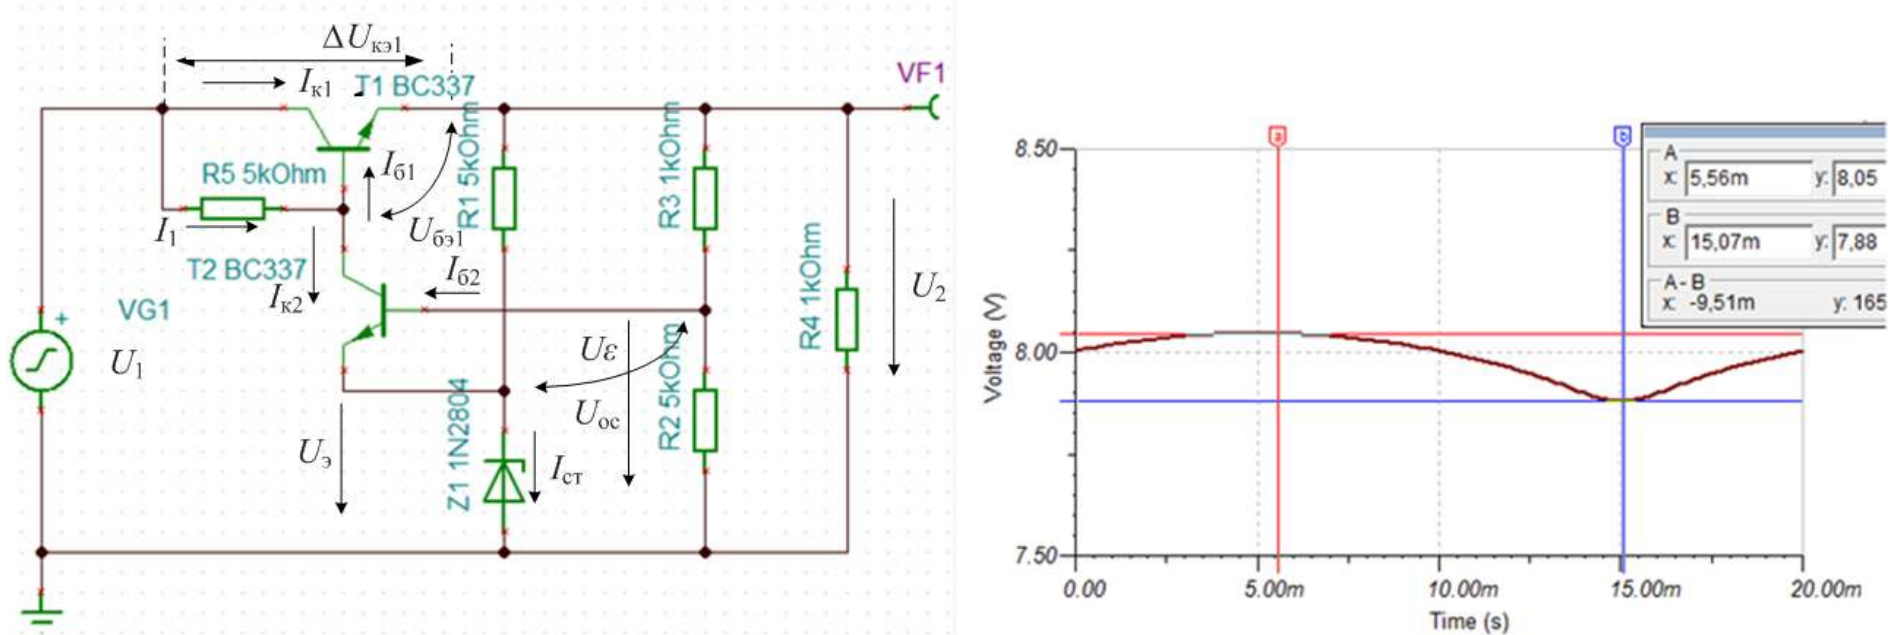 ΔUкэ1
Iк1
T1 BC337
VF1
R5 5kOhm
Iб1
R1 5kOhm
R3 1kOhm
I1
Uбэ1
T2 BC337
Iк2
Iб2
R4 1kOhm
U2
VG1
+
U1
Uε
Uос
R2 5kOhm
Uэ
Z1 1N2804
Iст
8.50
8.00
7.50
Voltage (V)
a
b
A
x: 5,56m y: 8,05
B
x: 15,07m y: 7,88
A - B
x: -9,51m y: 165
0.00 5.00m 10.00m 15.00m 20.00m
Time (s)